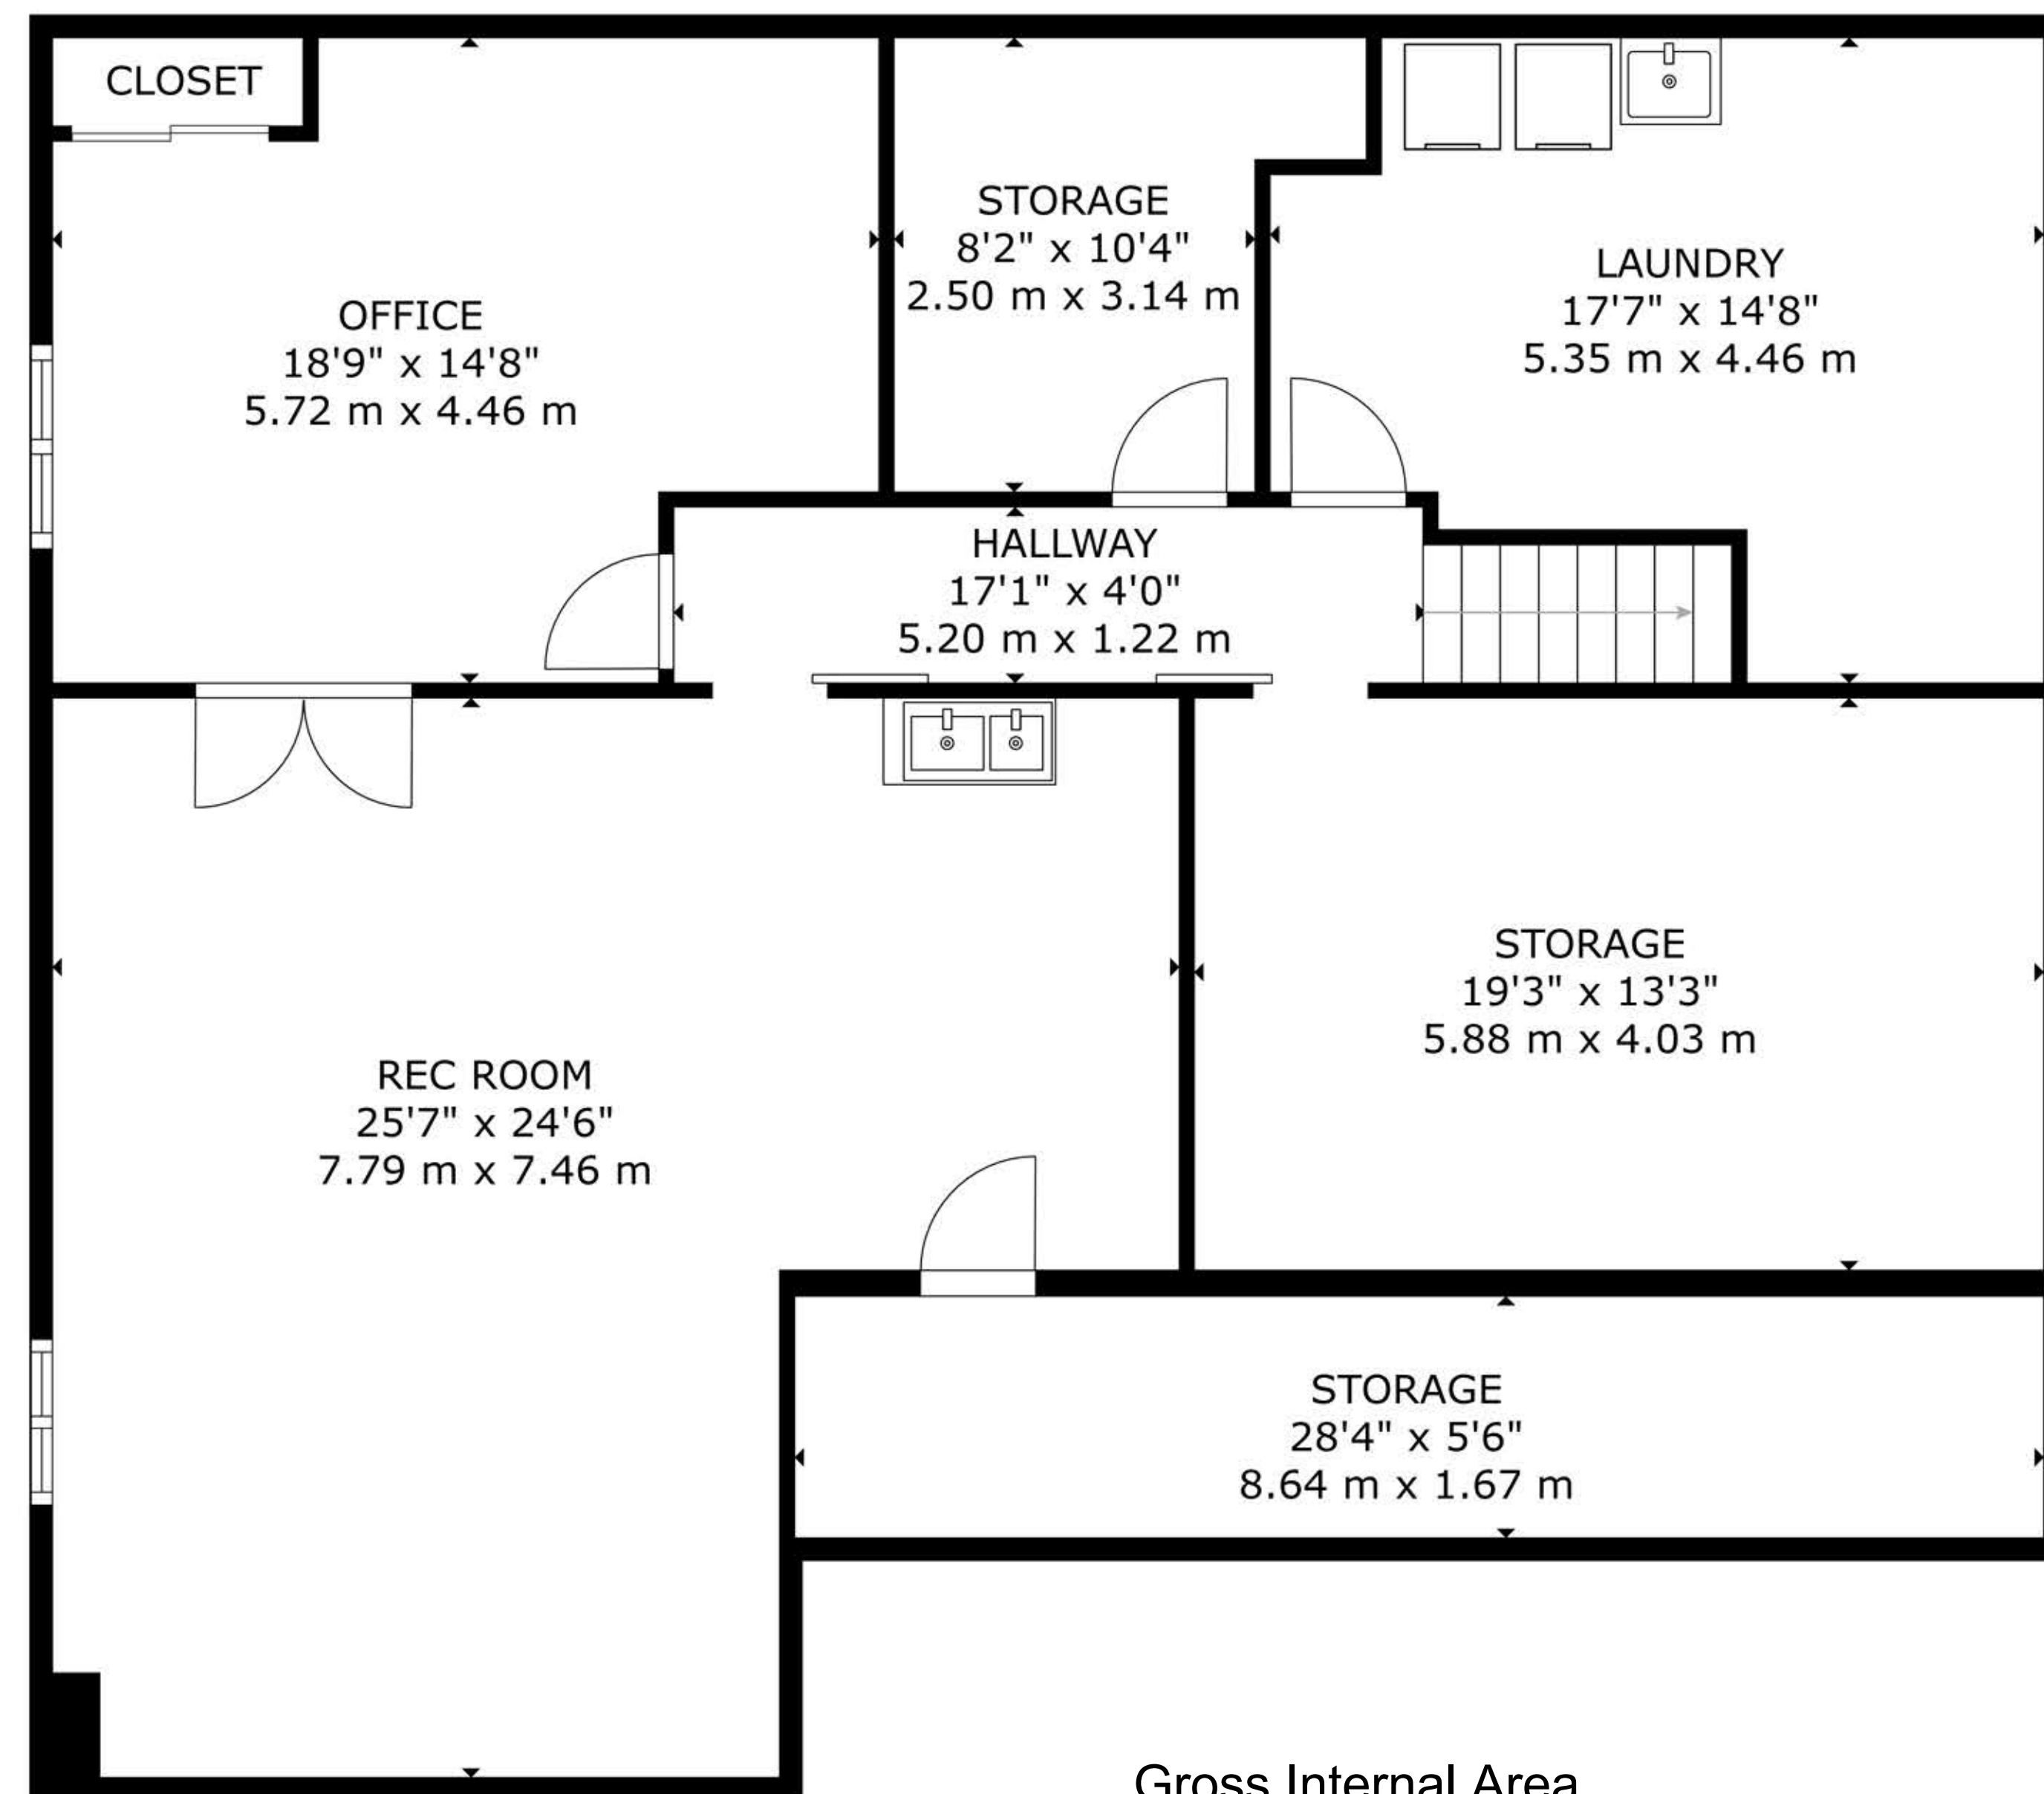 CLOSET
STORAGE
8'2" x 10'4"
2.50 m x 3.14 m
LAUNDRY
17'7" x 14'8"
5.35 m x 4.46 m
OFFICE
18'9" x 14'8"
5.72 m x 4.46 m
HALLWAY
17'1" x 4'0"
5.20 m x 1.22 m
STORAGE
19'3" x 13'3"
5.88 m x 4.03 m
REC ROOM
25'7" x 24'6"
7.79 m x 7.46 m
STORAGE
28'4" x 5'6"
8.64 m x 1.67 m
Gross Internal Area